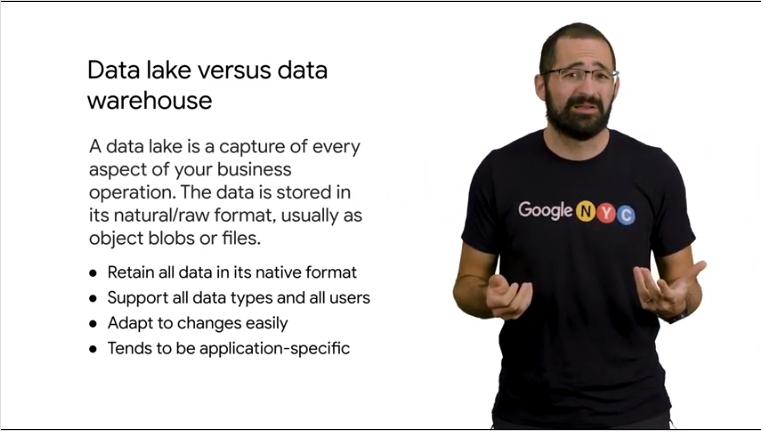 Data lake versus data
warehouse
A data lake is a capture of every
aspect of your business
operation. The data is stored in
its natural/raw format, usually as
object blobs or files.
● Retain all data in its native format
● Support all data types and all users
● Adapt to changes easily
● Tends to be application-specific
Google NYC